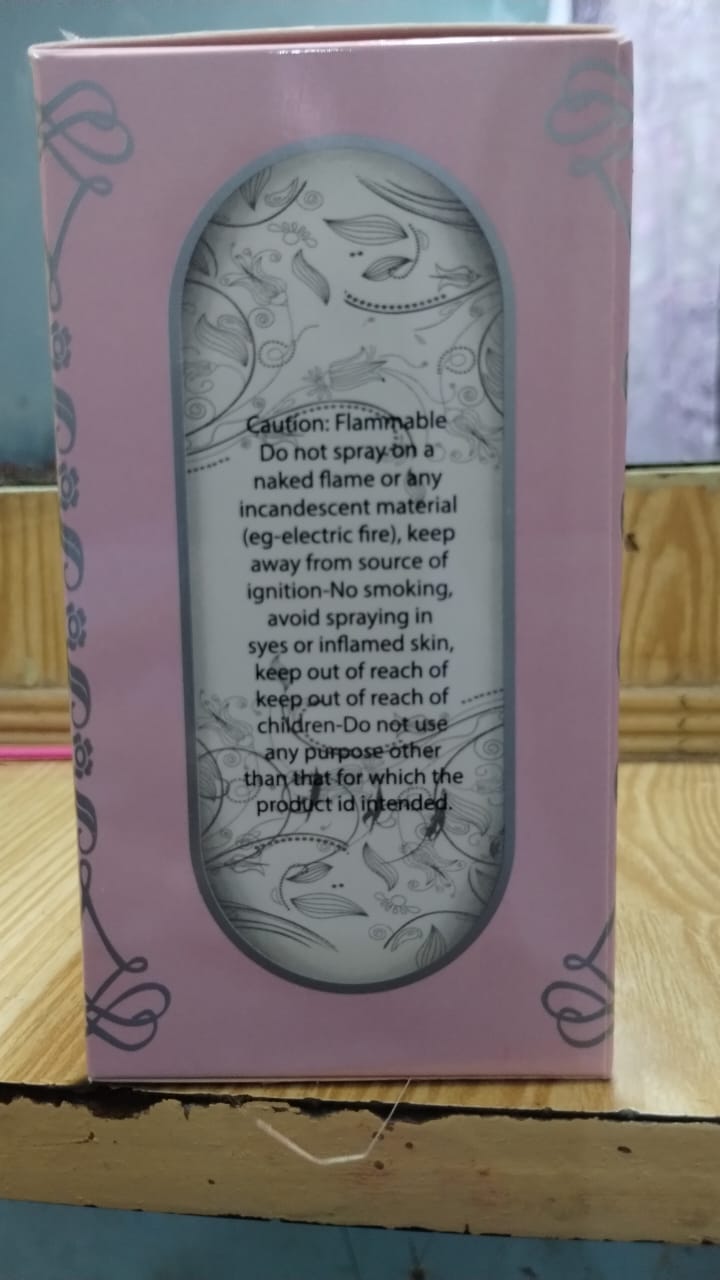 Caution: Flammable
Do not spray on a
naked flame or any
incandescent material
(eg-electric fire), keep
away from source of
ignition-No smoking,
avoid spraying in
syes or inflamed skin,
keep out of reach of
keep out of reach of
children-Do not use
any purpose other
than that for which the
product id intended.